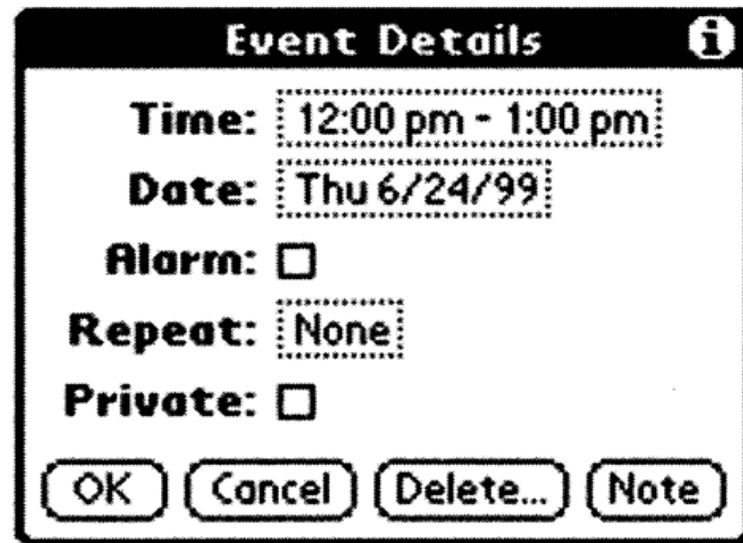 Event Details i
Time: 12:00 pm - 1:00 pm
Date: Thu 6/24/99
Alarm:
Repeat: None
Private:
OK Cancel Delete... Note